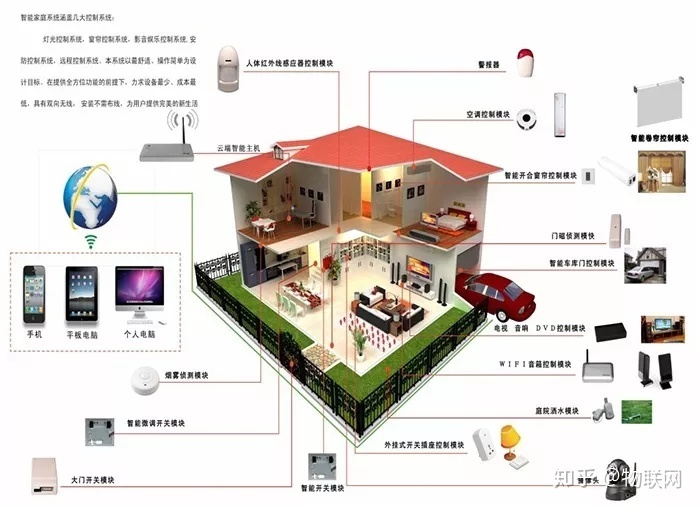 智能家庭系统涵盖几大控制系统:
灯光控制系统，窗帘控制系统，影音娱乐控制系统，安
防控制系统，远程控制系统．本系统以最舒适、操作简单为设
计目标．在提供全方位功能的前提下，力求设备最少、成本最
低，具有双向无线，安装不需布线，为用户提供完美的新生活
人体红外线感应器控制模块
警报器
空调控制模块
智能卷帘控制模块
云端智能主机
智能开合窗帘控制模块
门磁侦测模快
智能车库门控制模块
手机
平板电脑
个人电脑
电视 音响 DVD控制模块
WIFI音箱控制模块
烟雾侦测模块
庭院洒水模块
智能微调开关模块
外挂式开关插座控制模块
大门开关模块
智能开关模块
摄像头
知乎 @物联网